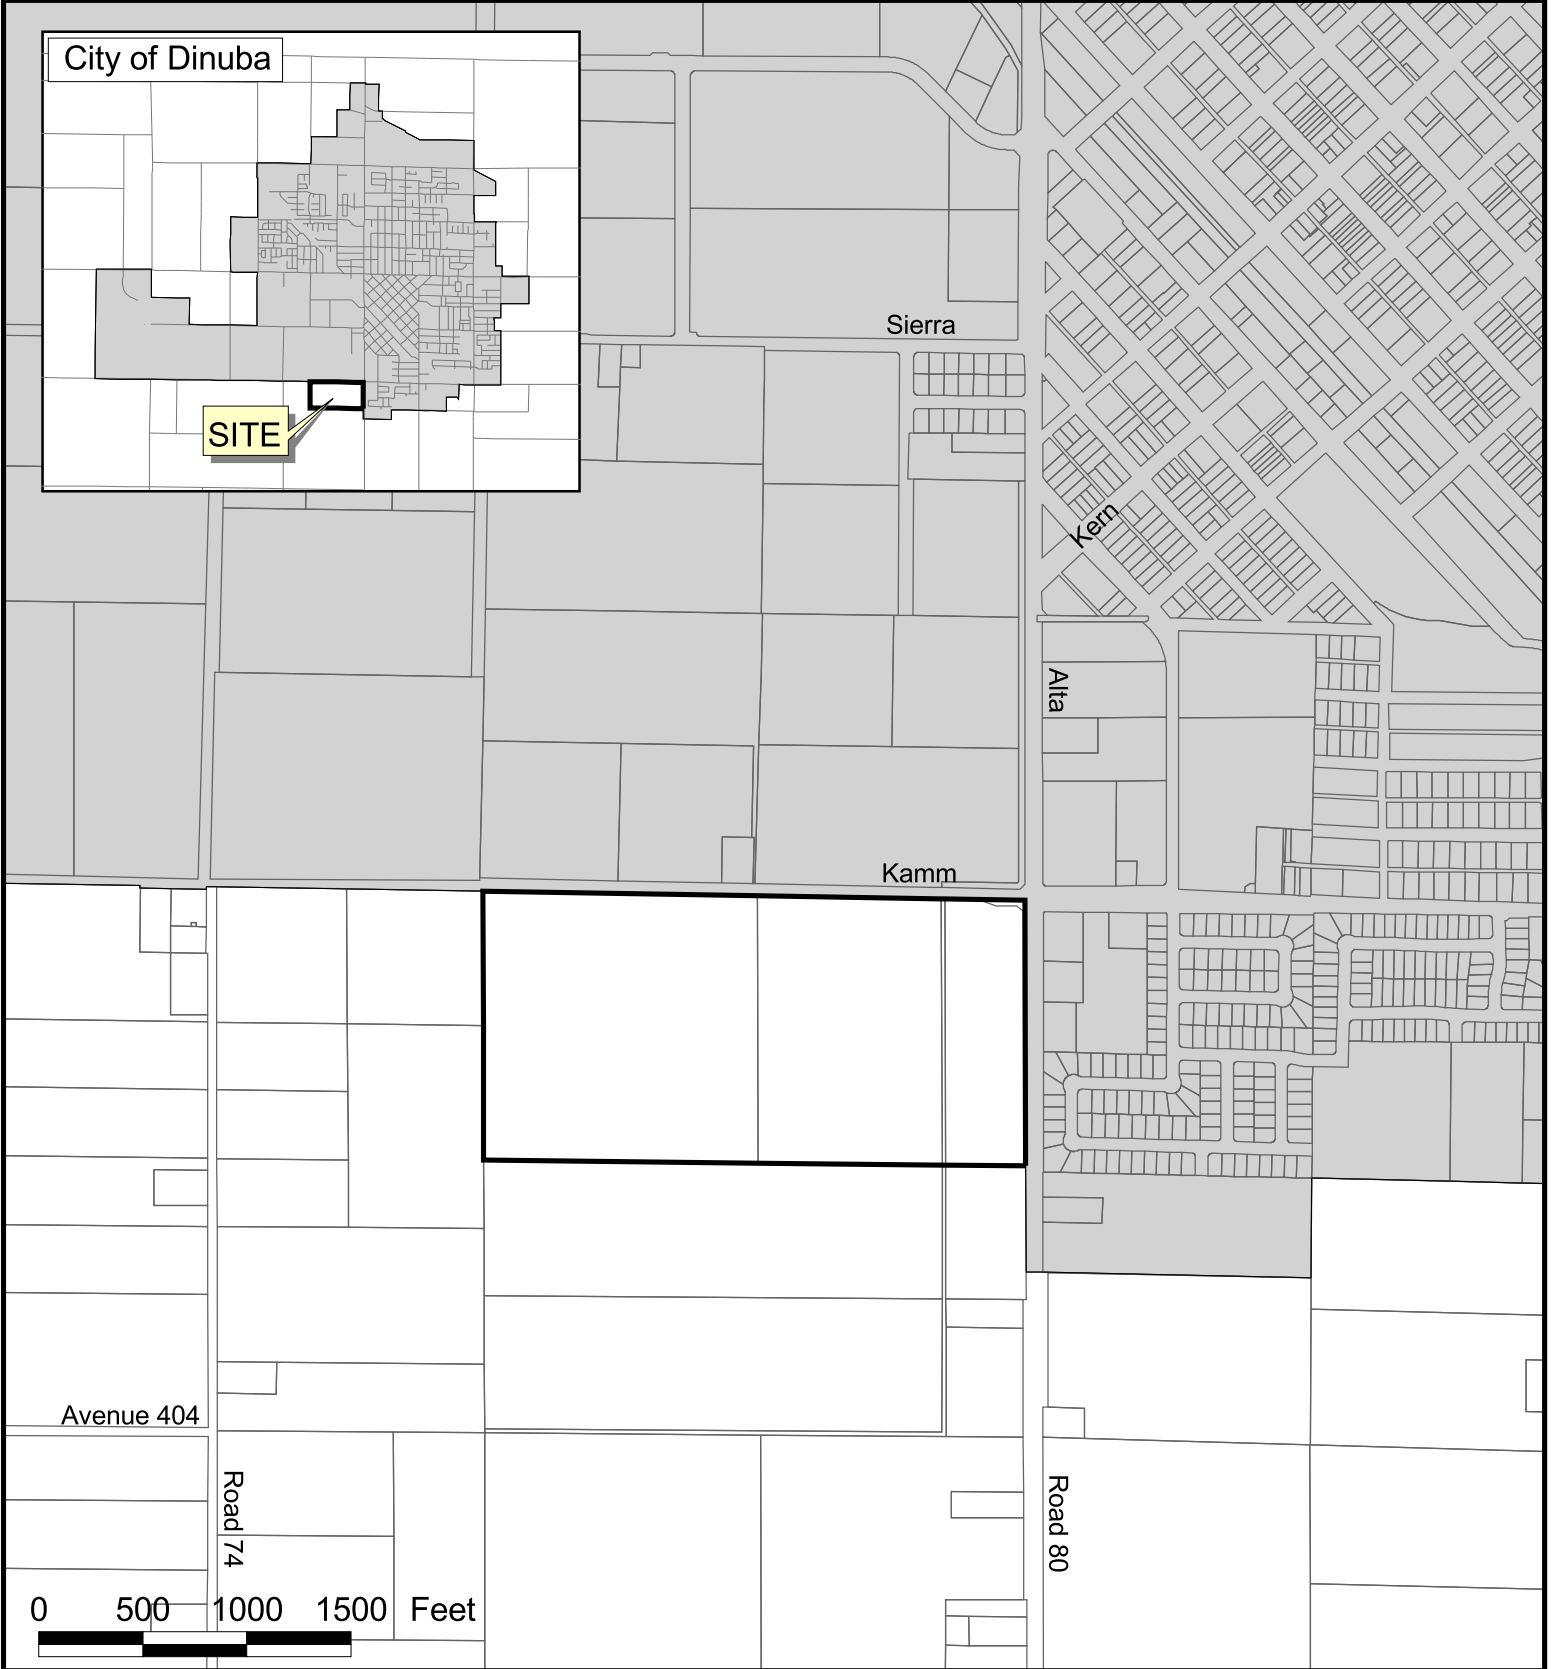 City of Dinuba
SITE
Sierra
Kern
Alta
Kamm
Avenue 404
Road 74
Road 80
0 500 1000 1500 Feet